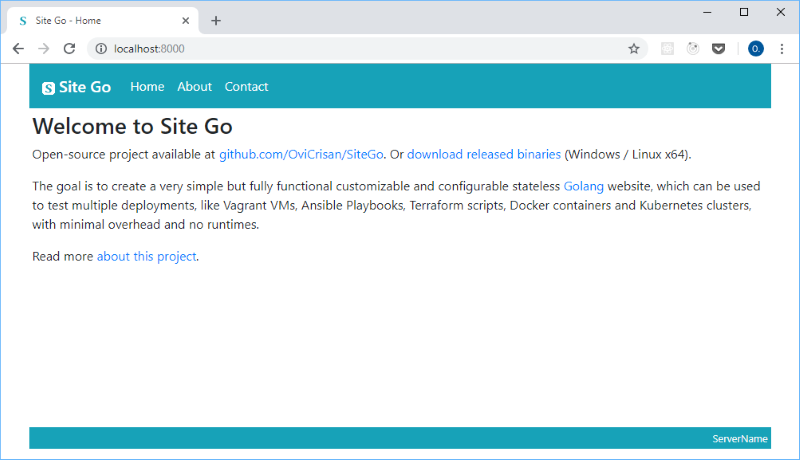 S Site Go - Home
localhost:8000
O.
S Site Go Home About Contact
Welcome to Site Go
Open-source project available at github.com/OviCrisan/SiteGo. Or download released binaries (Windows / Linux x64).
The goal is to create a very simple but fully functional customizable and configurable stateless Golang website, which can be used
to test multiple deployments, like Vagrant VMs, Ansible Playbooks, Terraform scripts, Docker containers and Kubernetes clusters,
with minimal overhead and no runtimes.
Read more about this project.
ServerName